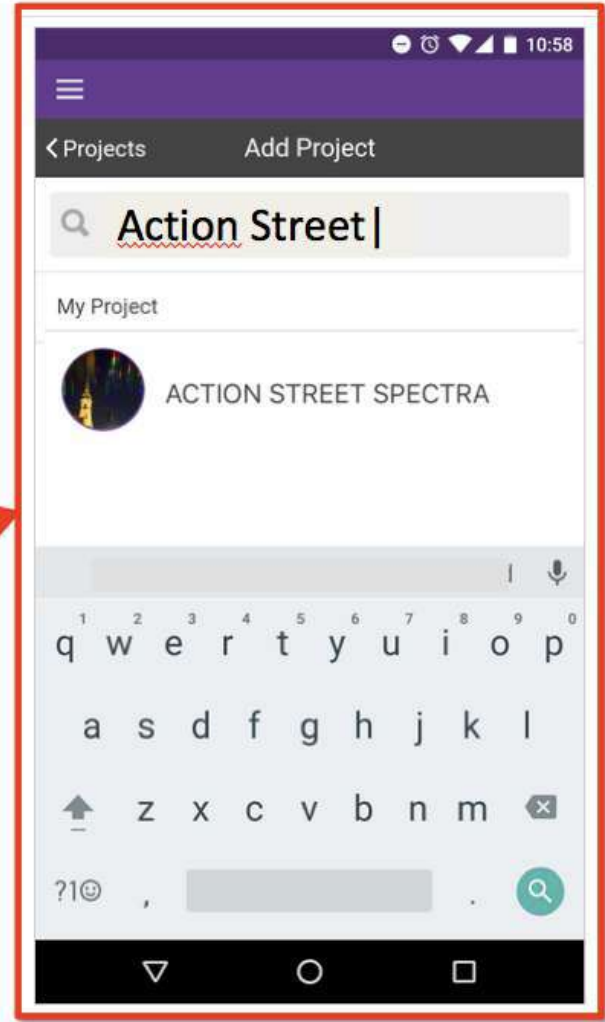 10:58
Projects Add Project
Action Street
My Project
ACTION STREET SPECTRA
1 2 3 4 5 6 7 8 9 0
q w e r t y u i o p
a s d f g h j k l
z x c v b n m
?1☺ , .